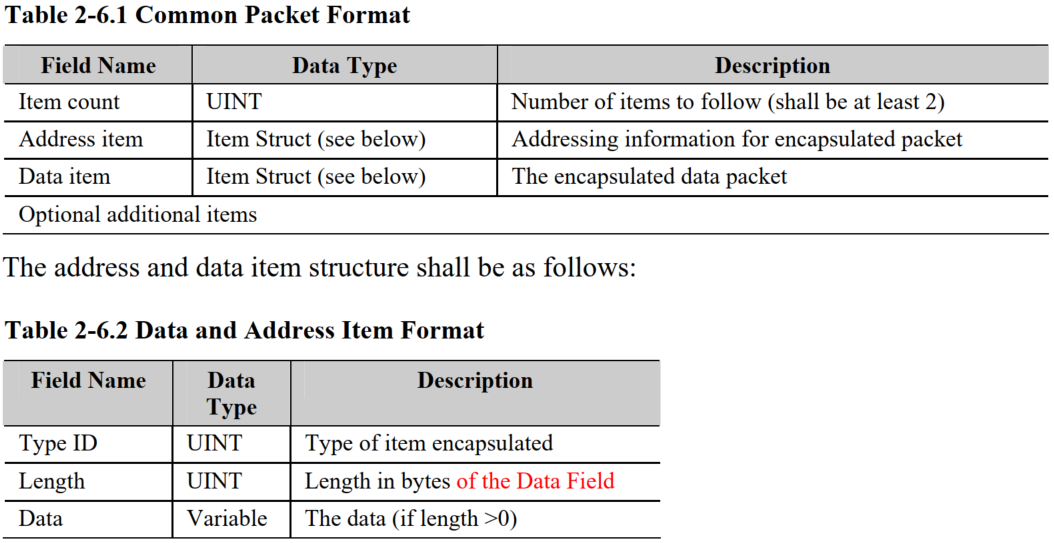 Table 2-6.1 Common Packet Format
Field Name Data Type Description
Item count UINT Number of items to follow (shall be at least 2)
Address item Item Struct (see below) Addressing information for encapsulated packet
Data item Item Struct (see below) The encapsulated data packet
Optional additional items
The address and data item structure shall be as follows:
Table 2-6.2 Data and Address Item Format
Field Name Data Type Description
Type ID UINT Type of item encapsulated
Length UINT Length in bytes of the Data Field
Data Variable The data (if length >0)